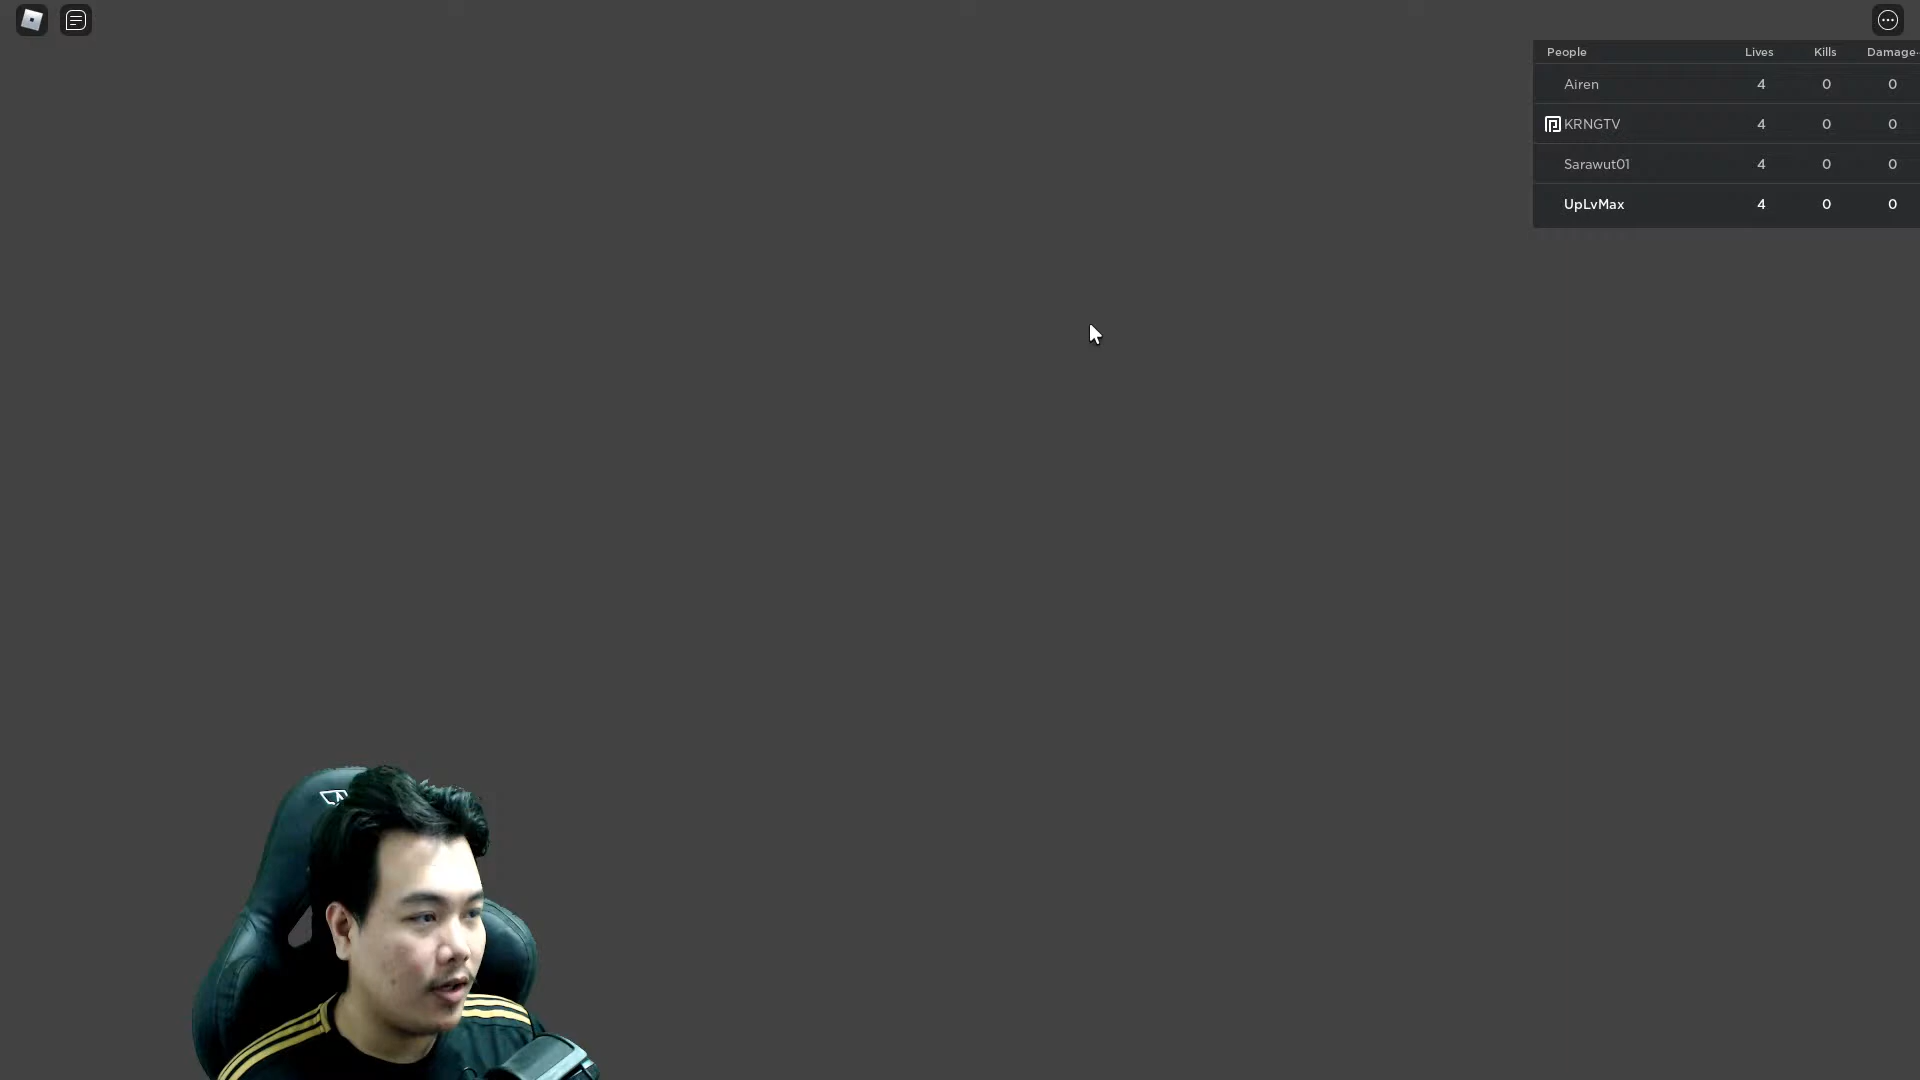 People Lives Kills Damage
Airen 4 0 0
KRNGTV 4 0 0
Sarawut01 4 0 0
UpLvMax 4 0 0